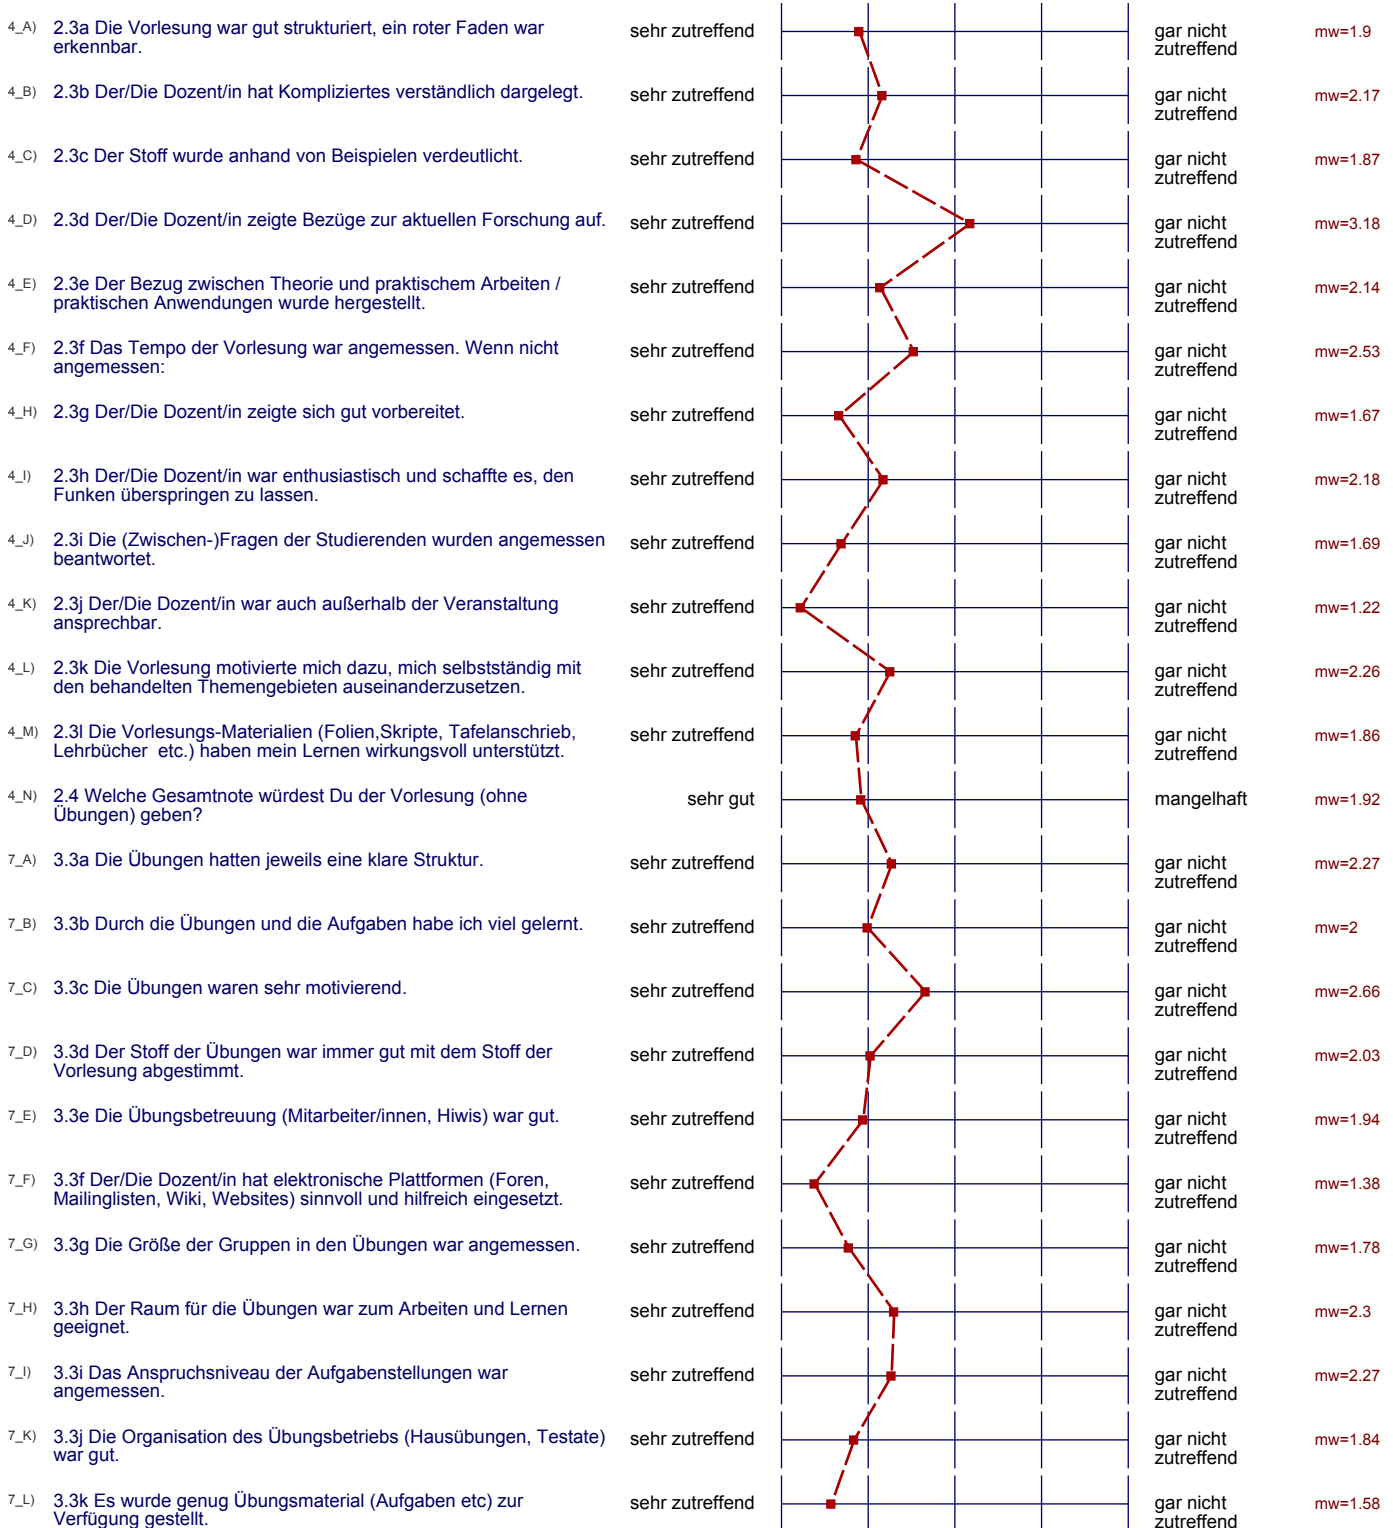 4_A) 2.3a Die Vorlesung war gut strukturiert, ein roter Faden war sehr zutreffend gar nicht mw=1.9
erkennbar. zutreffend
4_B) 2.3b Der/Die Dozent/in hat Kompliziertes verständlich dargelegt. sehr zutreffend gar nicht mw=2.17
zutreffend
4_C) 2.3c Der Stoff wurde anhand von Beispielen verdeutlicht. sehr zutreffend gar nicht mw=1.87
zutreffend
4_D) 2.3d Der/Die Dozent/in zeigte Bezüge zur aktuellen Forschung auf. sehr zutreffend gar nicht mw=3.18
zutreffend
4_E) 2.3e Der Bezug zwischen Theorie und praktischem Arbeiten / sehr zutreffend gar nicht mw=2.14
praktischen Anwendungen wurde hergestellt. zutreffend
4_F) 2.3f Das Tempo der Vorlesung war angemessen. Wenn nicht sehr zutreffend gar nicht mw=2.53
angemessen: zutreffend
4_H) 2.3g Der/Die Dozent/in zeigte sich gut vorbereitet. sehr zutreffend gar nicht mw=1.67
zutreffend
4_I) 2.3h Der/Die Dozent/in war enthusiastisch und schaffte es, den sehr zutreffend gar nicht mw=2.18
Funken überspringen zu lassen. zutreffend
4_J) 2.3i Die (Zwischen-)Fragen der Studierenden wurden angemessen sehr zutreffend gar nicht mw=1.69
beantwortet. zutreffend
4_K) 2.3j Der/Die Dozent/in war auch außerhalb der Veranstaltung sehr zutreffend gar nicht mw=1.22
ansprechbar. zutreffend
4_L) 2.3k Die Vorlesung motivierte mich dazu, mich selbstständig mit sehr zutreffend gar nicht mw=2.26
den behandelten Themengebieten auseinanderzusetzen. zutreffend
4_M) 2.3l Die Vorlesungs-Materialien (Folien,Skripte, Tafelanschrieb, sehr zutreffend gar nicht mw=1.86
Lehrbücher etc.) haben mein Lernen wirkungsvoll unterstützt. zutreffend
4_N) 2.4 Welche Gesamtnote würdest Du der Vorlesung (ohne sehr gut mangelhaft mw=1.92
Übungen) geben?
7_A) 3.3a Die Übungen hatten jeweils eine klare Struktur. sehr zutreffend gar nicht mw=2.27
zutreffend
7_B) 3.3b Durch die Übungen und die Aufgaben habe ich viel gelernt. sehr zutreffend gar nicht mw=2
zutreffend
7_C) 3.3c Die Übungen waren sehr motivierend. sehr zutreffend gar nicht mw=2.66
zutreffend
7_D) 3.3d Der Stoff der Übungen war immer gut mit dem Stoff der sehr zutreffend gar nicht mw=2.03
Vorlesung abgestimmt. zutreffend
7_E) 3.3e Die Übungsbetreuung (Mitarbeiter/innen, Hiwis) war gut. sehr zutreffend gar nicht mw=1.94
zutreffend
7_F) 3.3f Der/Die Dozent/in hat elektronische Plattformen (Foren, sehr zutreffend gar nicht mw=1.38
Mailinglisten, Wiki, Websites) sinnvoll und hilfreich eingesetzt. zutreffend
7_G) 3.3g Die Größe der Gruppen in den Übungen war angemessen. sehr zutreffend gar nicht mw=1.78
zutreffend
7_H) 3.3h Der Raum für die Übungen war zum Arbeiten und Lernen sehr zutreffend gar nicht mw=2.3
geeignet. zutreffend
7_I) 3.3i Das Anspruchsniveau der Aufgabenstellungen war sehr zutreffend gar nicht mw=2.27
angemessen. zutreffend
7_K) 3.3j Die Organisation des Übungsbetriebs (Hausübungen, Testate) sehr zutreffend gar nicht mw=1.84
war gut. zutreffend
7_L) 3.3k Es wurde genug Übungsmaterial (Aufgaben etc) zur sehr zutreffend gar nicht mw=1.58
Verfügung gestellt. zutreffend